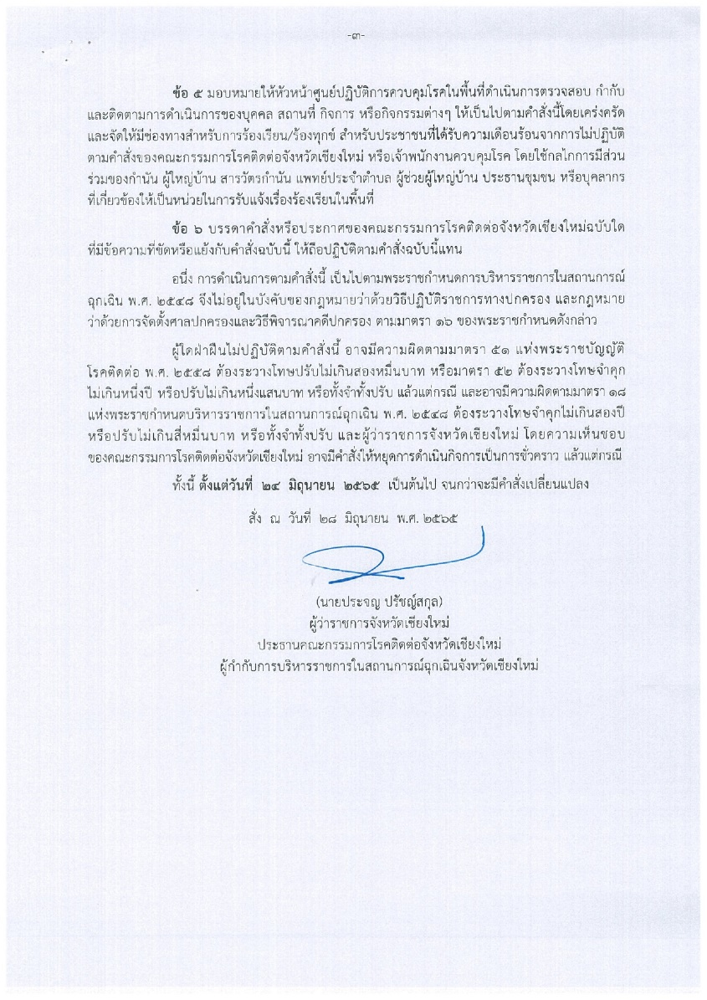 -๓-
ข้อ ๕ มอบหมายให้หัวหน้าศูนย์ปฏิบัติการควบคุมโรคในพื้นที่ดำเนินการตรวจสอบ กำกับ
และติดตามการดำเนินการของบุคคล สถานที่ กิจการ หรือกิจกรรมต่างๆ ให้เป็นไปตามคำสั่งนี้โดยเคร่งครัด
และจัดให้มีช่องทางสำหรับการร้องเรียน/ร้องทุกข์ สำหรับประชาชนที่ได้รับความเดือนร้อนจากการไม่ปฏิบัติ
ตามคำสั่งของคณะกรรมการโรคติดต่อจังหวัดเชียงใหม่ หรือเจ้าพนักงานควบคุมโรค โดยใช้กลไกการมีส่วน
ร่วมของกำนัน ผู้ใหญ่บ้าน สารวัตรกำนัน แพทย์ประจำตำบล ผู้ช่วยผู้ใหญ่บ้าน ประธานชุมชน หรือบุคลากร
ที่เกี่ยวข้องให้เป็นหน่วยในการรับแจ้งเรื่องร้องเรียนในพื้นที่
ข้อ ๖ บรรดาคำสั่งหรือประกาศของคณะกรรมการโรคติดต่อจังหวัดเชียงใหม่ฉบับใด
ที่มีข้อความที่ขัดหรือแย้งกับคำสั่งฉบับนี้ ให้ถือปฏิบัติตามคำสั่งฉบับนี้แทน
อนึ่ง การดำเนินการตามคำสั่งนี้ เป็นไปตามพระราชกำหนดการบริหารราชการในสถานการณ์
ฉุกเฉิน พ.ศ. ๒๕๔๘ จึงไม่อยู่ในบังคับของกฎหมายว่าด้วยวิธีปฏิบัติราชการทางปกครอง และกฎหมาย
ว่าด้วยการจัดตั้งศาลปกครองและวิธีพิจารณาคดีปกครอง ตามมาตรา ๑๖ ของพระราชกำหนดดังกล่าว
ผู้ใดฝ่าฝืนไม่ปฏิบัติตามคำสั่งนี้ อาจมีความผิดตามมาตรา ๕๑ แห่งพระราชบัญญัติ
โรคติดต่อ พ.ศ. ๒๕๕๘ ต้องระวางโทษปรับไม่เกินสองหมื่นบาท หรือมาตรา ๕๒ ต้องระวางโทษจำคุก
ไม่เกินหนึ่งปี หรือปรับไม่เกินหนึ่งแสนบาท หรือทั้งจำทั้งปรับ แล้วแต่กรณี และอาจมีความผิดตามมาตรา ๑๘
แห่งพระราชกำหนดบริหารราชการในสถานการณ์ฉุกเฉิน พ.ศ. ๒๕๔๘ ต้องระวางโทษจำคุกไม่เกินสองปี
หรือปรับไม่เกินสี่หมื่นบาท หรือทั้งจำทั้งปรับ และผู้ว่าราชการจังหวัดเชียงใหม่ โดยความเห็นชอบ
ของคณะกรรมการโรคติดต่อจังหวัดเชียงใหม่ อาจมีคำสั่งให้หยุดการดำเนินกิจการเป็นการชั่วคราว แล้วแต่กรณี
ทั้งนี้ ตั้งแต่วันที่ ๒๔ มิถุนายน ๒๕๖๕ เป็นต้นไป จนกว่าจะมีคำสั่งเปลี่ยนแปลง
สั่ง ณ วันที่ ๒๘ มิถุนายน พ.ศ. ๒๕๖๕
(นายประจญ ปรัชญ์สกุล)
ผู้ว่าราชการจังหวัดเชียงใหม่
ประธานคณะกรรมการโรคติดต่อจังหวัดเชียงใหม่
ผู้กำกับการบริหารราชการในสถานการณ์ฉุกเฉินจังหวัดเชียงใหม่